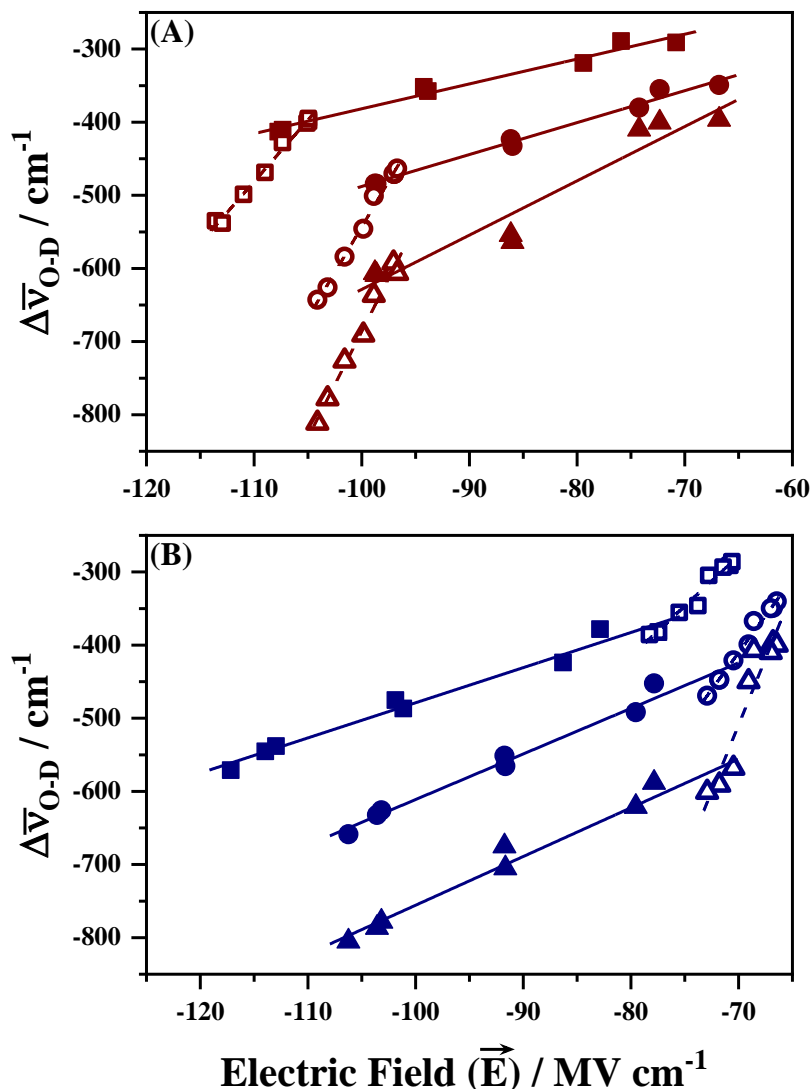 (A)
-300
-400
-500
-600
-700
-800
Δν̅O-D / cm-1
-120 -110 -100 -90 -80 -70 -60
(B)
-300
-400
-500
-600
-700
-800
Δν̅O-D / cm-1
-120 -110 -100 -90 -80 -70
Electric Field (E⃗) / MV cm-1